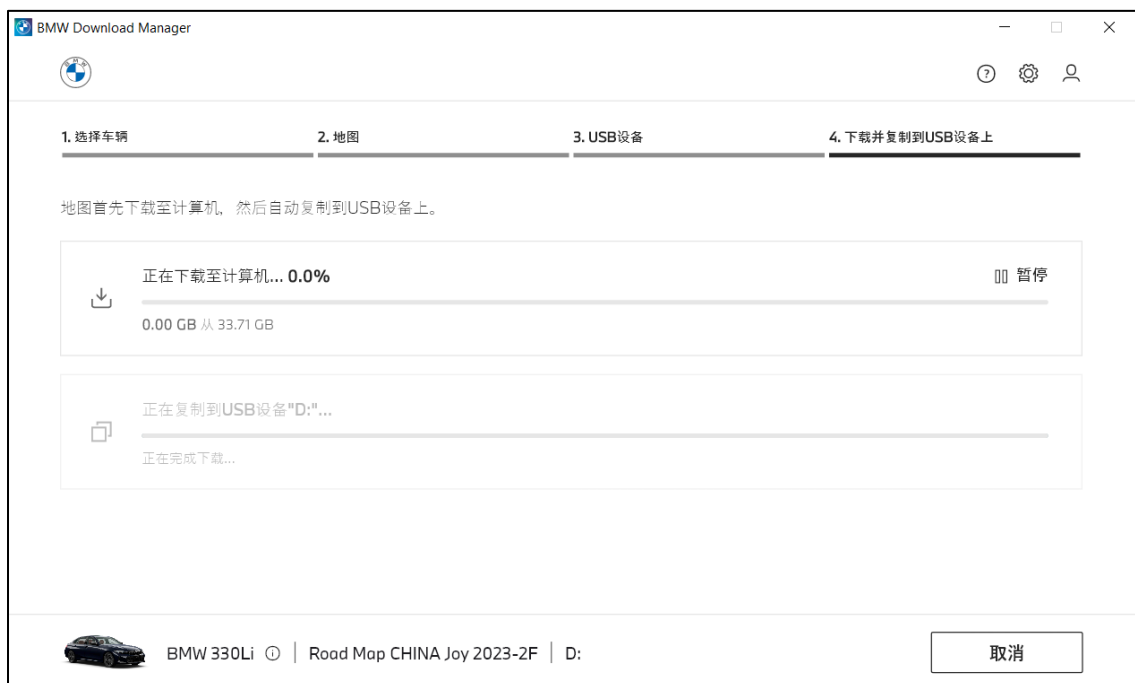 BMW Download Manager
BMW
1. 选择车辆
2. 地图
3. USB设备
4. 下载并复制到USB设备上
地图首先下载至计算机，然后自动复制到USB设备上。
正在下载至计算机... 0.0%
暂停
0.00 GB 从 33.71 GB
正在复制到USB设备"D:"...
正在完成下载...
BMW 330Li | Road Map CHINA Joy 2023-2F | D:
取消